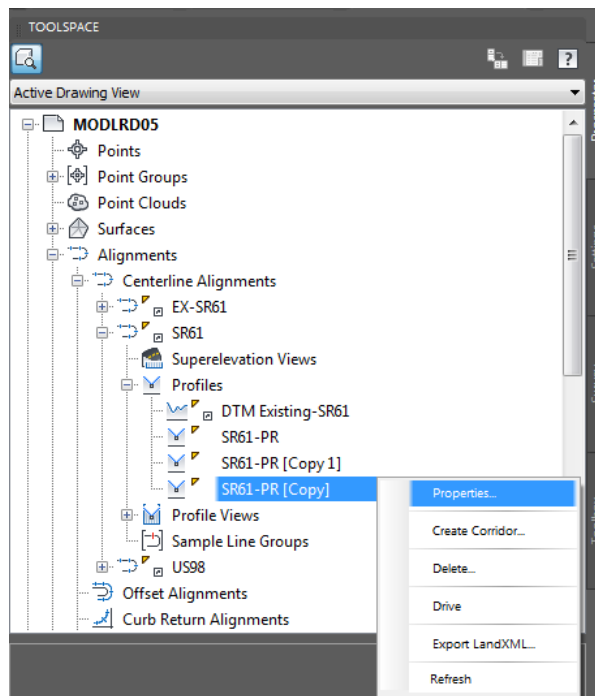 TOOLSPACE
?
Active Drawing View
MODLRD05
Points
Point Groups
Point Clouds
Surfaces
Alignments
Centerline Alignments
EX-SR61
SR61
Superelevation Views
Profiles
DTM Existing-SR61
SR61-PR
SR61-PR [Copy 1]
SR61-PR [Copy]
Profile Views
Sample Line Groups
US98
Offset Alignments
Curb Return Alignments
Properties...
Create Corridor...
Delete...
Drive
Export LandXML...
Refresh